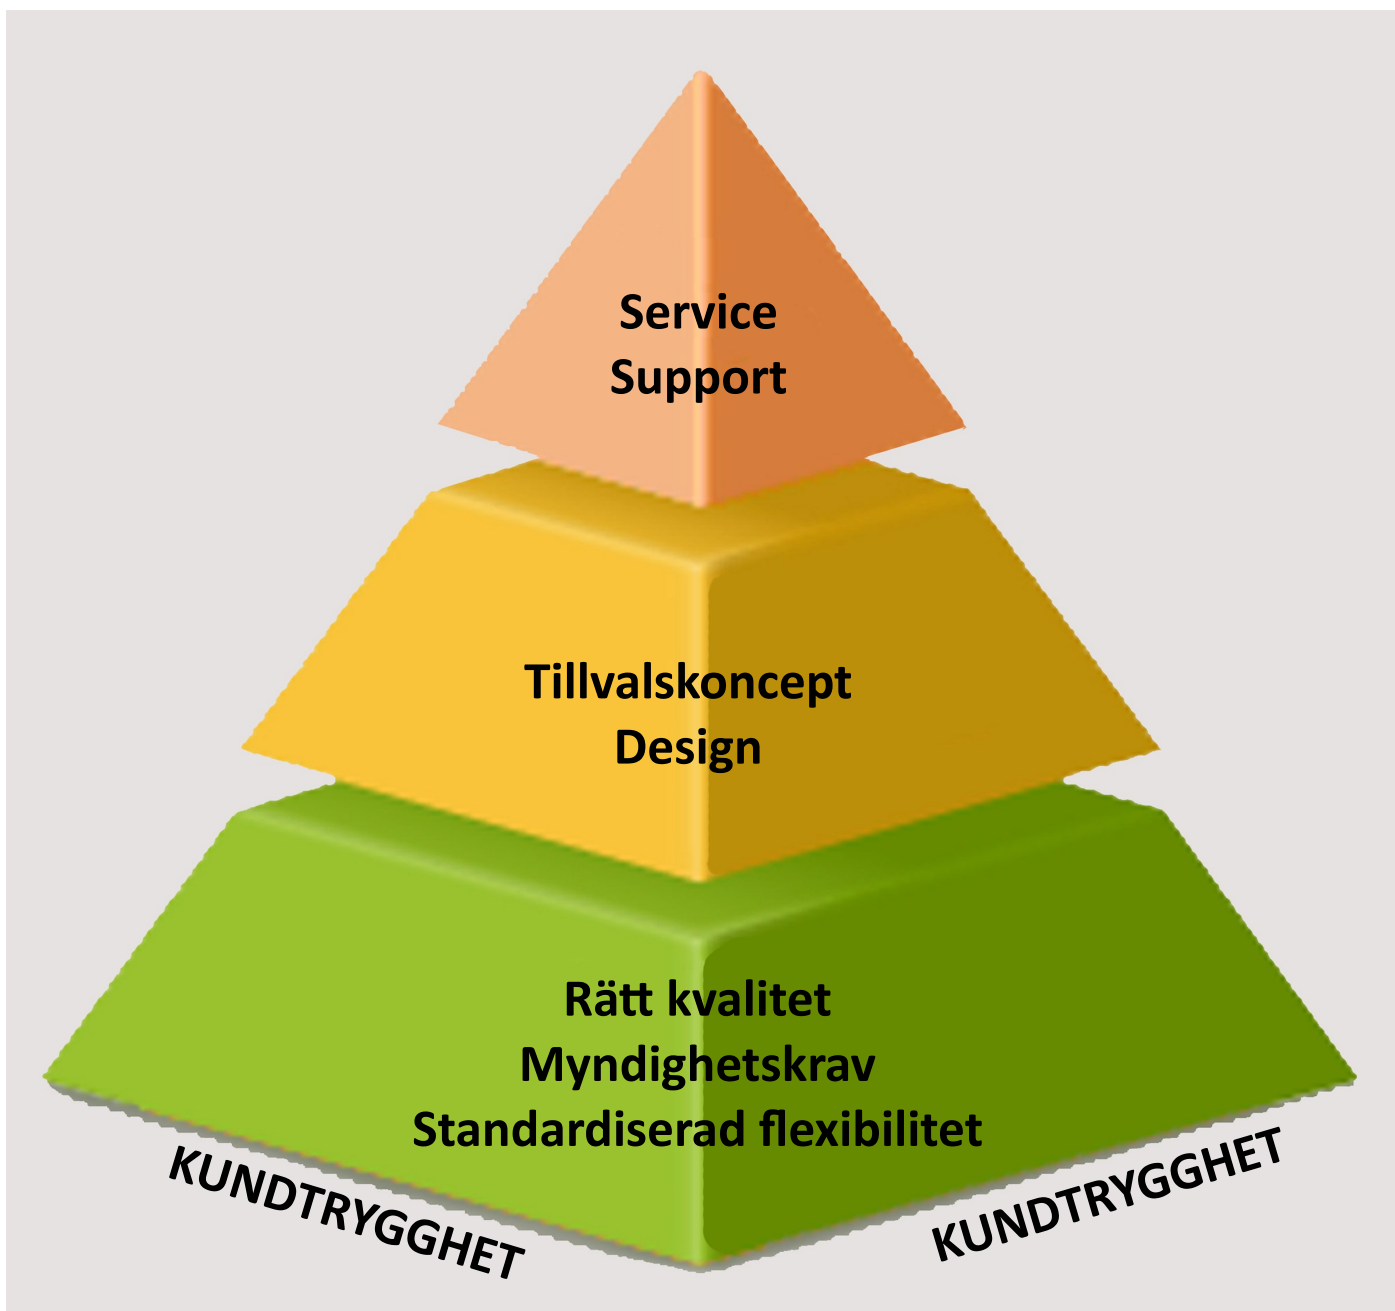 Service
Support
Tillvalskoncept
Design
Rätt kvalitet
Myndighetskrav
Standardiserad flexibilitet
KUNDTRYGGHET
KUNDTRYGGHET